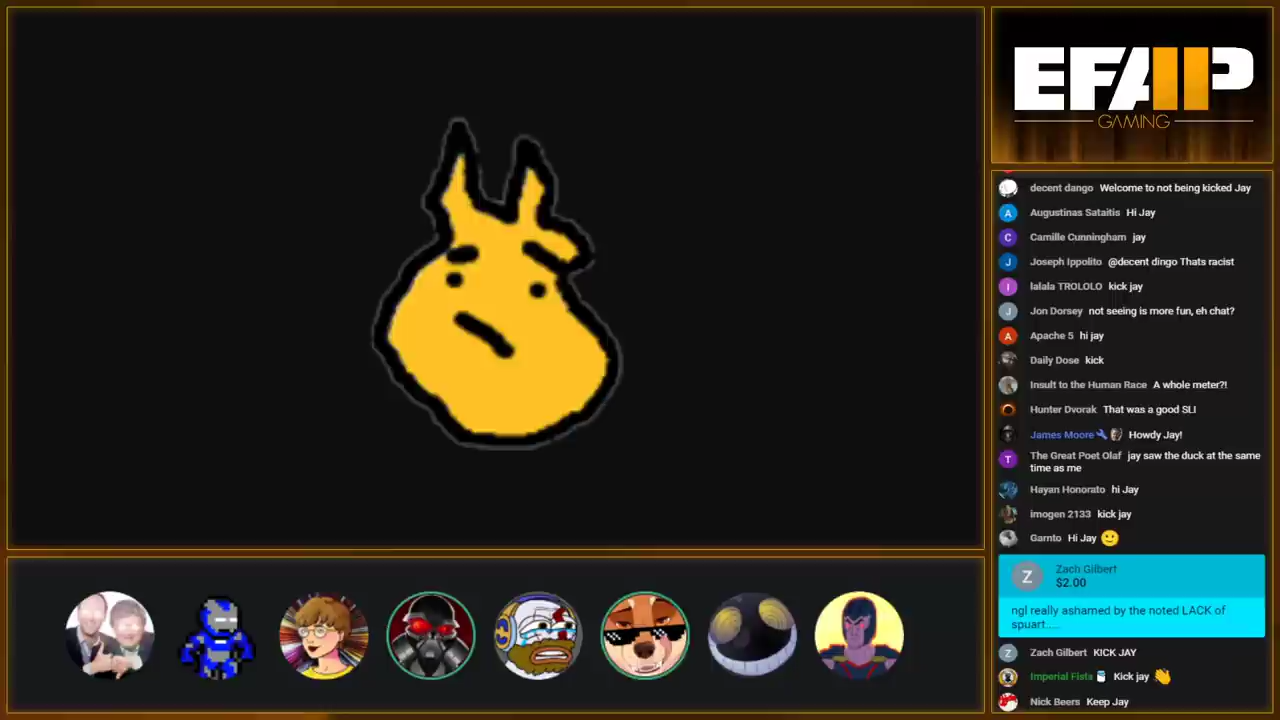 EFAP
GAMING
decent dango Welcome to not being kicked Jay
A Augustinas Sataitis Hi Jay
C Camille Cunningham jay
J Joseph Ippolito @decent dingo Thats racist
l lalala TROLOLO kick jay
J Jon Dorsey not seeing is more fun, eh chat?
A Apache 5 hi jay
Daily Dose kick
Insult to the Human Race A whole meter?!
Hunter Dvorak That was a good SLI
James Moore Howdy Jay!
T The Great Poet Olaf jay saw the duck at the same
time as me
Hayan Honorato hi Jay
imogen 2133 kick jay
Garnto Hi Jay 🙂
Z Zach Gilbert
$2.00
ngl really ashamed by the noted LACK of
spuart....
Z Zach Gilbert KICK JAY
Imperial Fists Kick jay 👏
Nick Beers Keep Jay